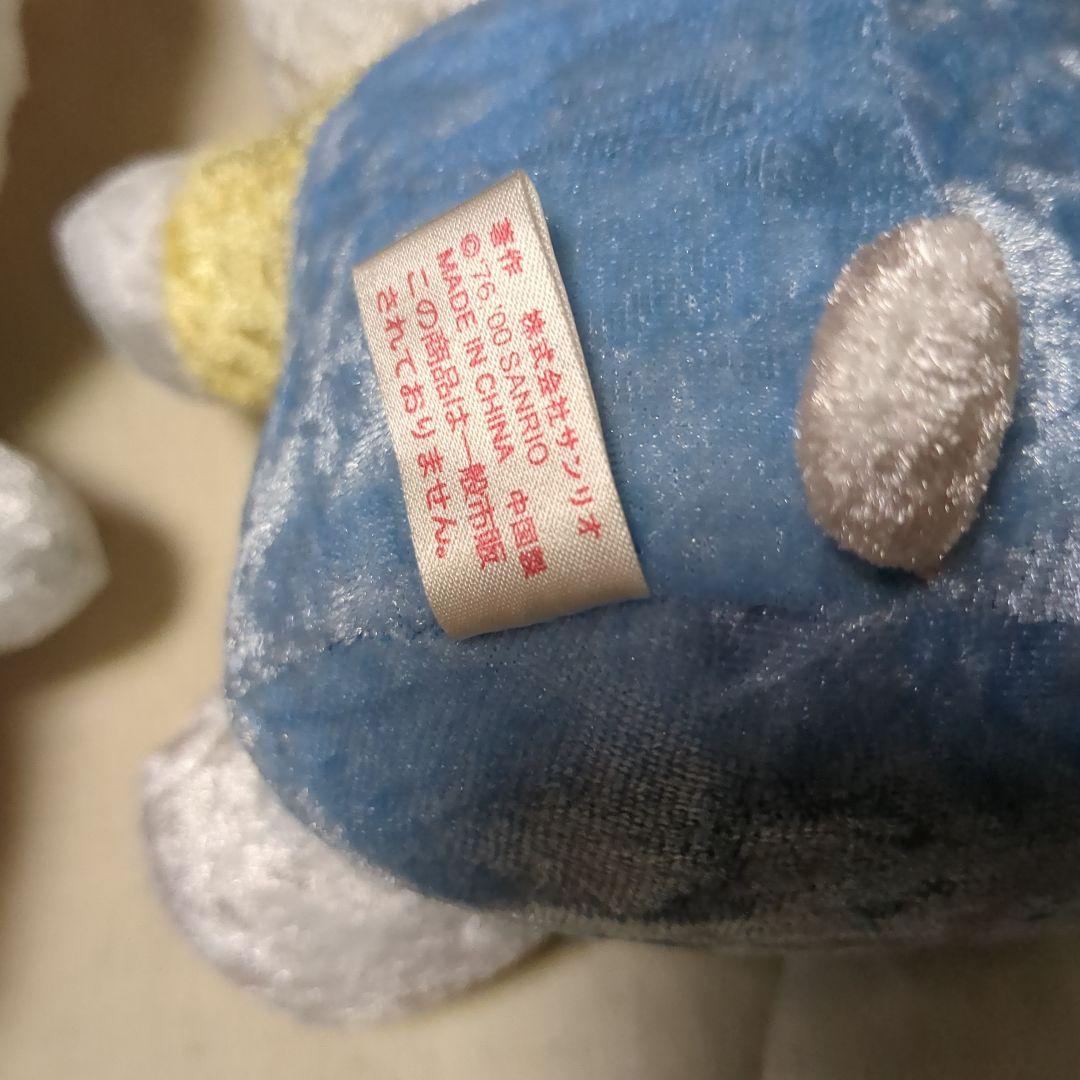 著作 株式会社サンリオ
© '76 '00 SANRIO
MADE IN CHINA 中国製
この商品は一般市販
されておりません。